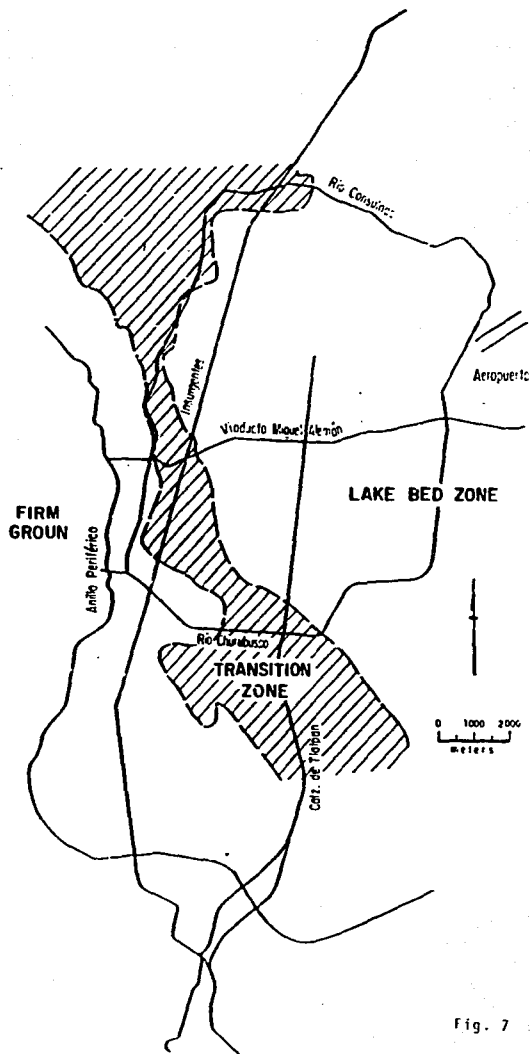 Río Consulado
Insurgentes
Aeropuerto
Viaducto Miguel Alemán
LAKE BED ZONE
FIRM
GROUN
Anillo Periférico
Río Churubusco
TRANSITION
ZONE
0 1000 2000
meters
Calz. de Tlalpan
Fig. 7